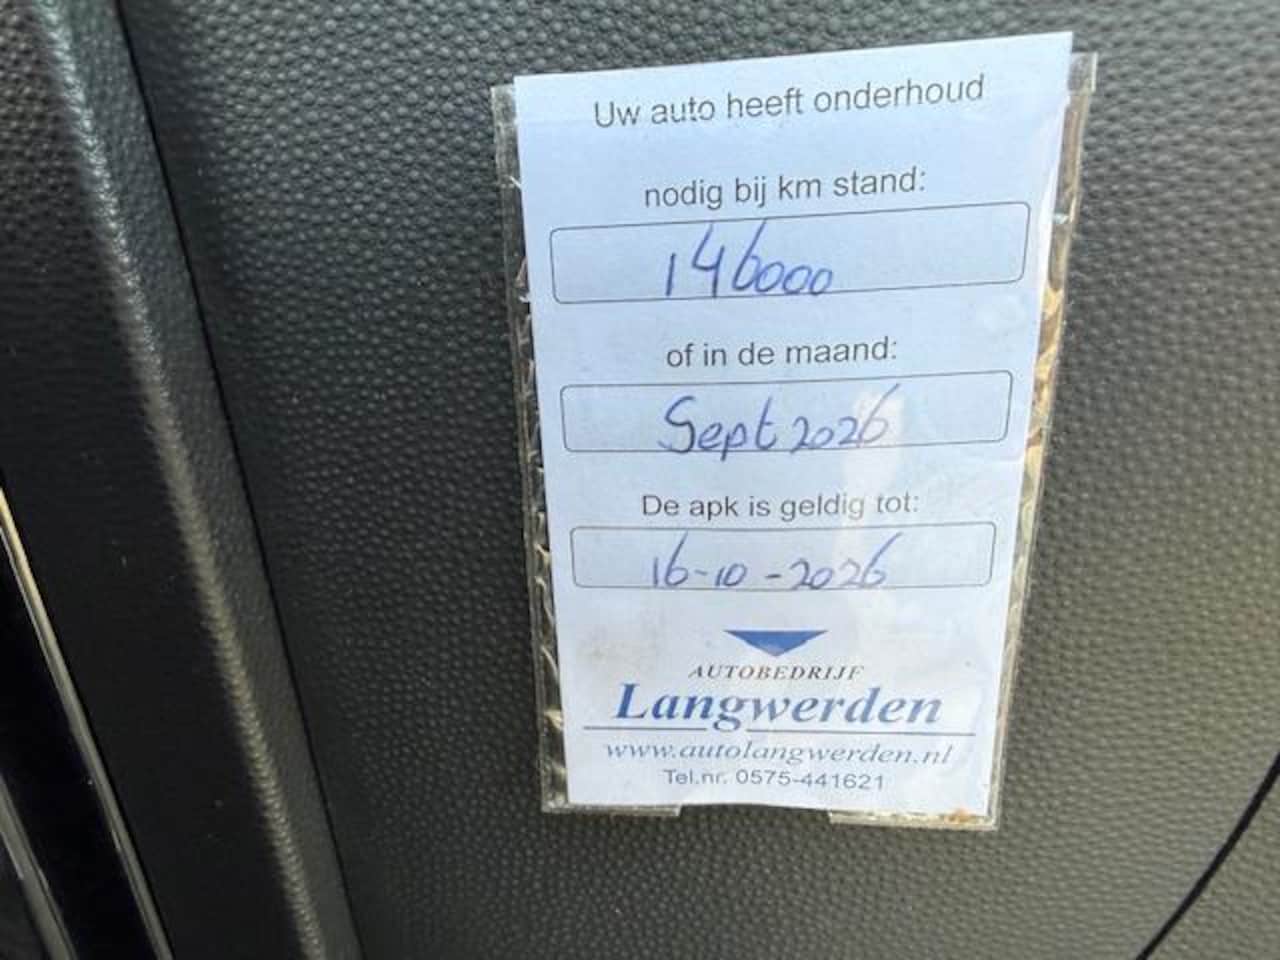 Uw auto heeft onderhoud
nodig bij km stand:
146000
of in de maand:
Sept 2026
De apk is geldig tot:
16-10-2026
AUTOBEDRIJF
Langwerden
www.autolangwerden.nl
Tel.nr. 0575-441621